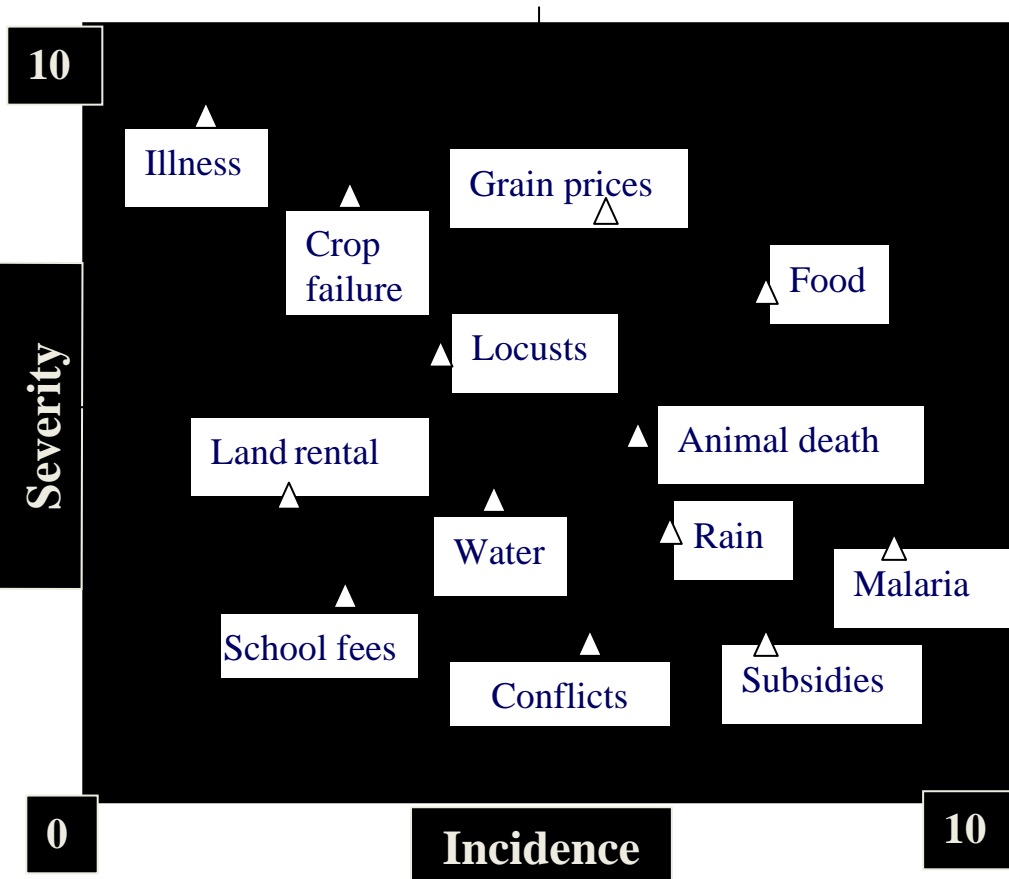 10
Illness
Grain prices
Crop
failure
Food
Locusts
Severity
Land rental
Animal death
Water
Rain
Malaria
School fees
Subsidies
Conflicts
0
Incidence
10